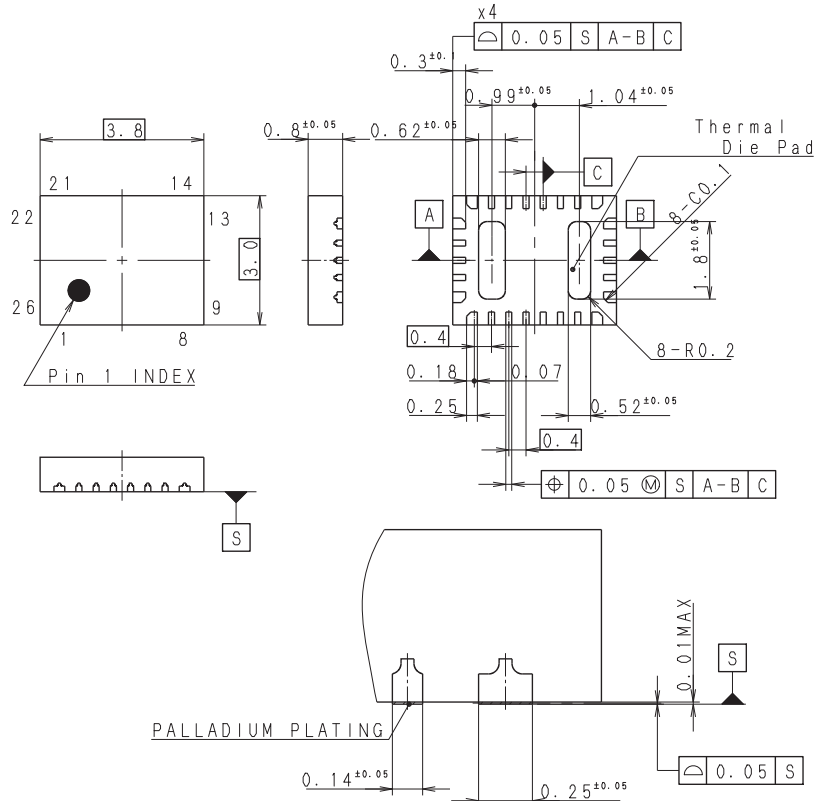 x4
⌓ 0.05 S A-B C
0.3±0.1
0.99±0.05
1.04±0.05
3.8
0.8±0.05
0.62±0.05
Thermal
Die Pad
21
14
C
8-C0.1
22
13
A
B
3.0
1.8±0.05
26
9
1
8
0.4
8-R0.2
Pin 1 INDEX
0.18
0.07
0.25
0.52±0.05
0.4
⌖ 0.05 Ⓜ S A-B C
S
0.01MAX
S
PALLADIUM PLATING
⌓ 0.05 S
0.14±0.05
0.25±0.05